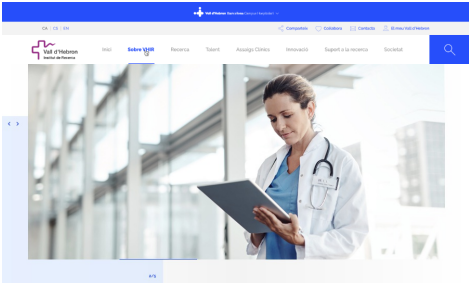 Vall d'Hebron Barcelona Campus Hospitalari
CA | ES | EN
Comparteix
Col·labora
Contacte
El meu Vall d'Hebron
Vall d'Hebron
Institut de Recerca
Inici
Sobre VHIR
Recerca
Talent
Assaigs Clínics
Innovació
Suport a la recerca
Societat
4/5